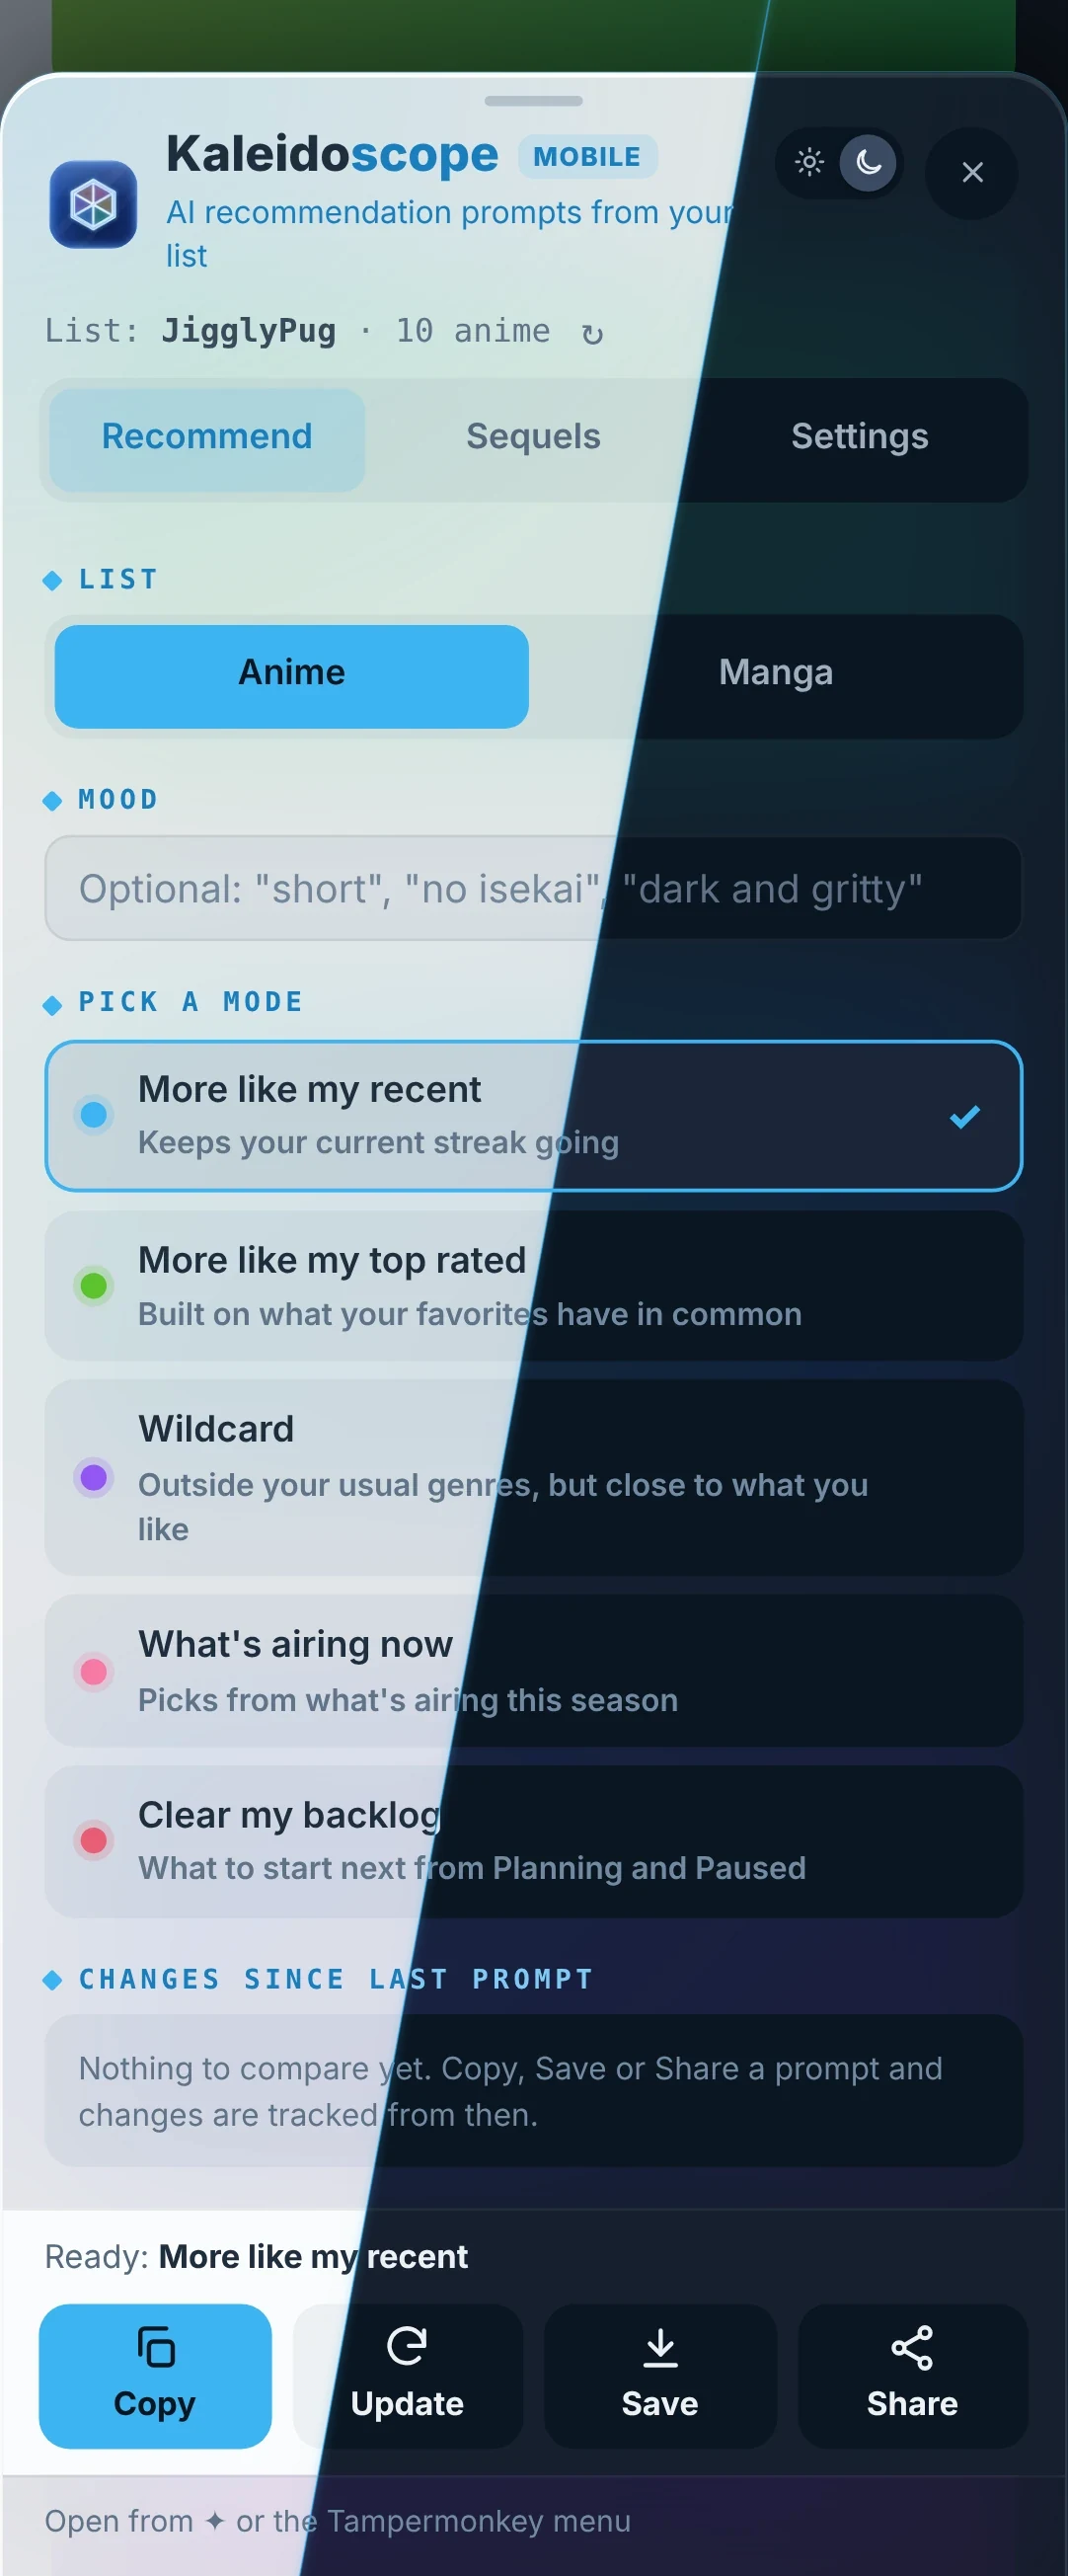 Kaleidoscope MOBILE
AI recommendation prompts from your
list
List: JigglyPug · 10 anime ↻
Recommend Sequels Settings
LIST
Anime Manga
MOOD
Optional: "short", "no isekai", "dark and gritty"
PICK A MODE
More like my recent
Keeps your current streak going
More like my top rated
Built on what your favorites have in common
Wildcard
Outside your usual genres, but close to what you
like
What's airing now
Picks from what's airing this season
Clear my backlog
What to start next from Planning and Paused
CHANGES SINCE LAST PROMPT
Nothing to compare yet. Copy, Save or Share a prompt and
changes are tracked from then.
Ready: More like my recent
Copy Update Save Share
Open from ✦ or the Tampermonkey menu